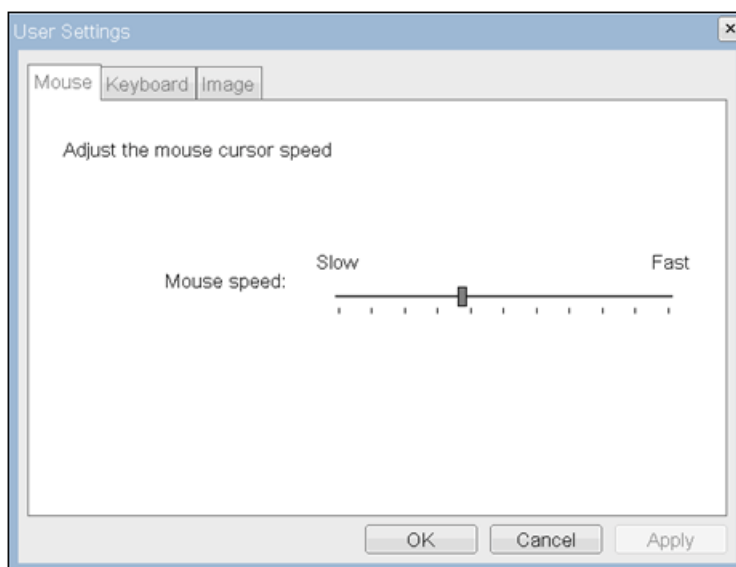 User Settings
Mouse Keyboard Image
Adjust the mouse cursor speed
Slow Fast
Mouse speed:
OK Cancel Apply